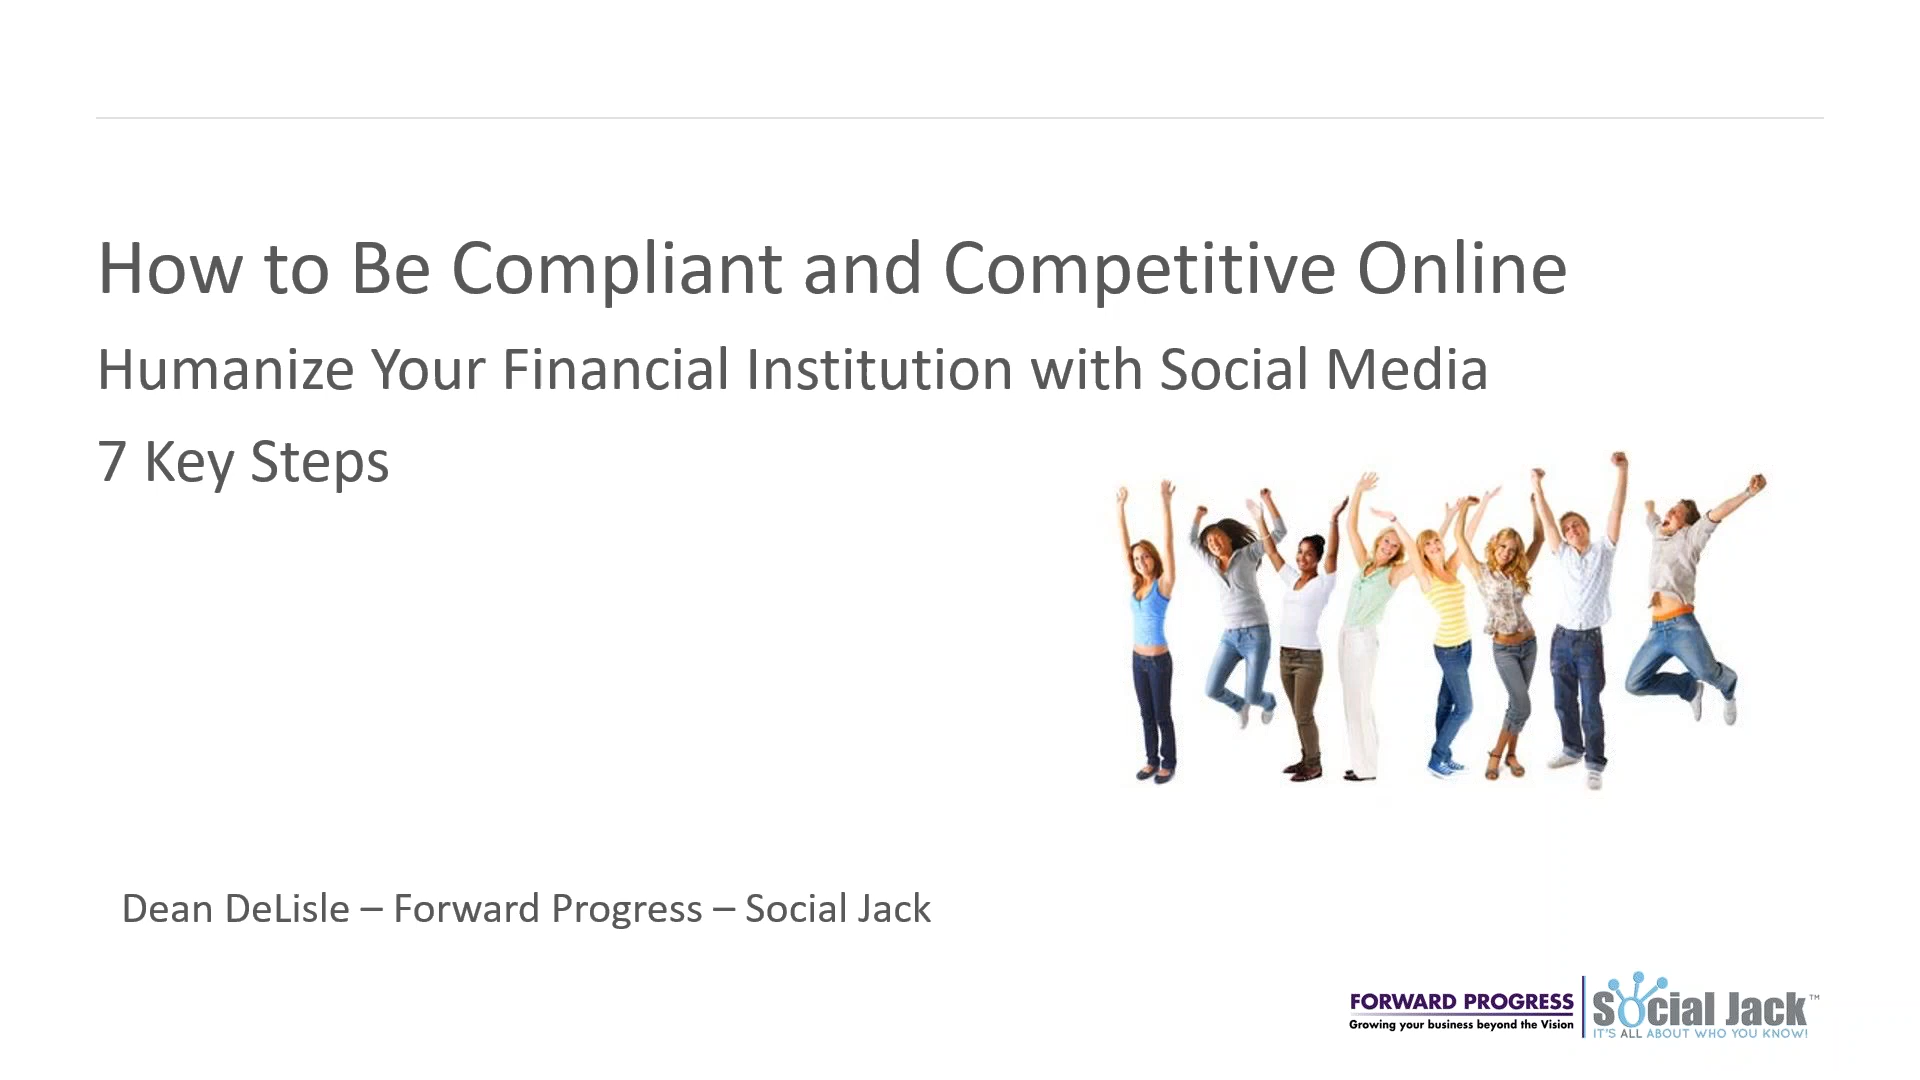 How to Be Compliant and Competitive Online
Humanize Your Financial Institution with Social Media
7 Key Steps
Dean DeLisle – Forward Progress – Social Jack
FORWARD PROGRESS
Growing your business beyond the Vision
Social Jack™
IT'S ALL ABOUT WHO YOU KNOW!